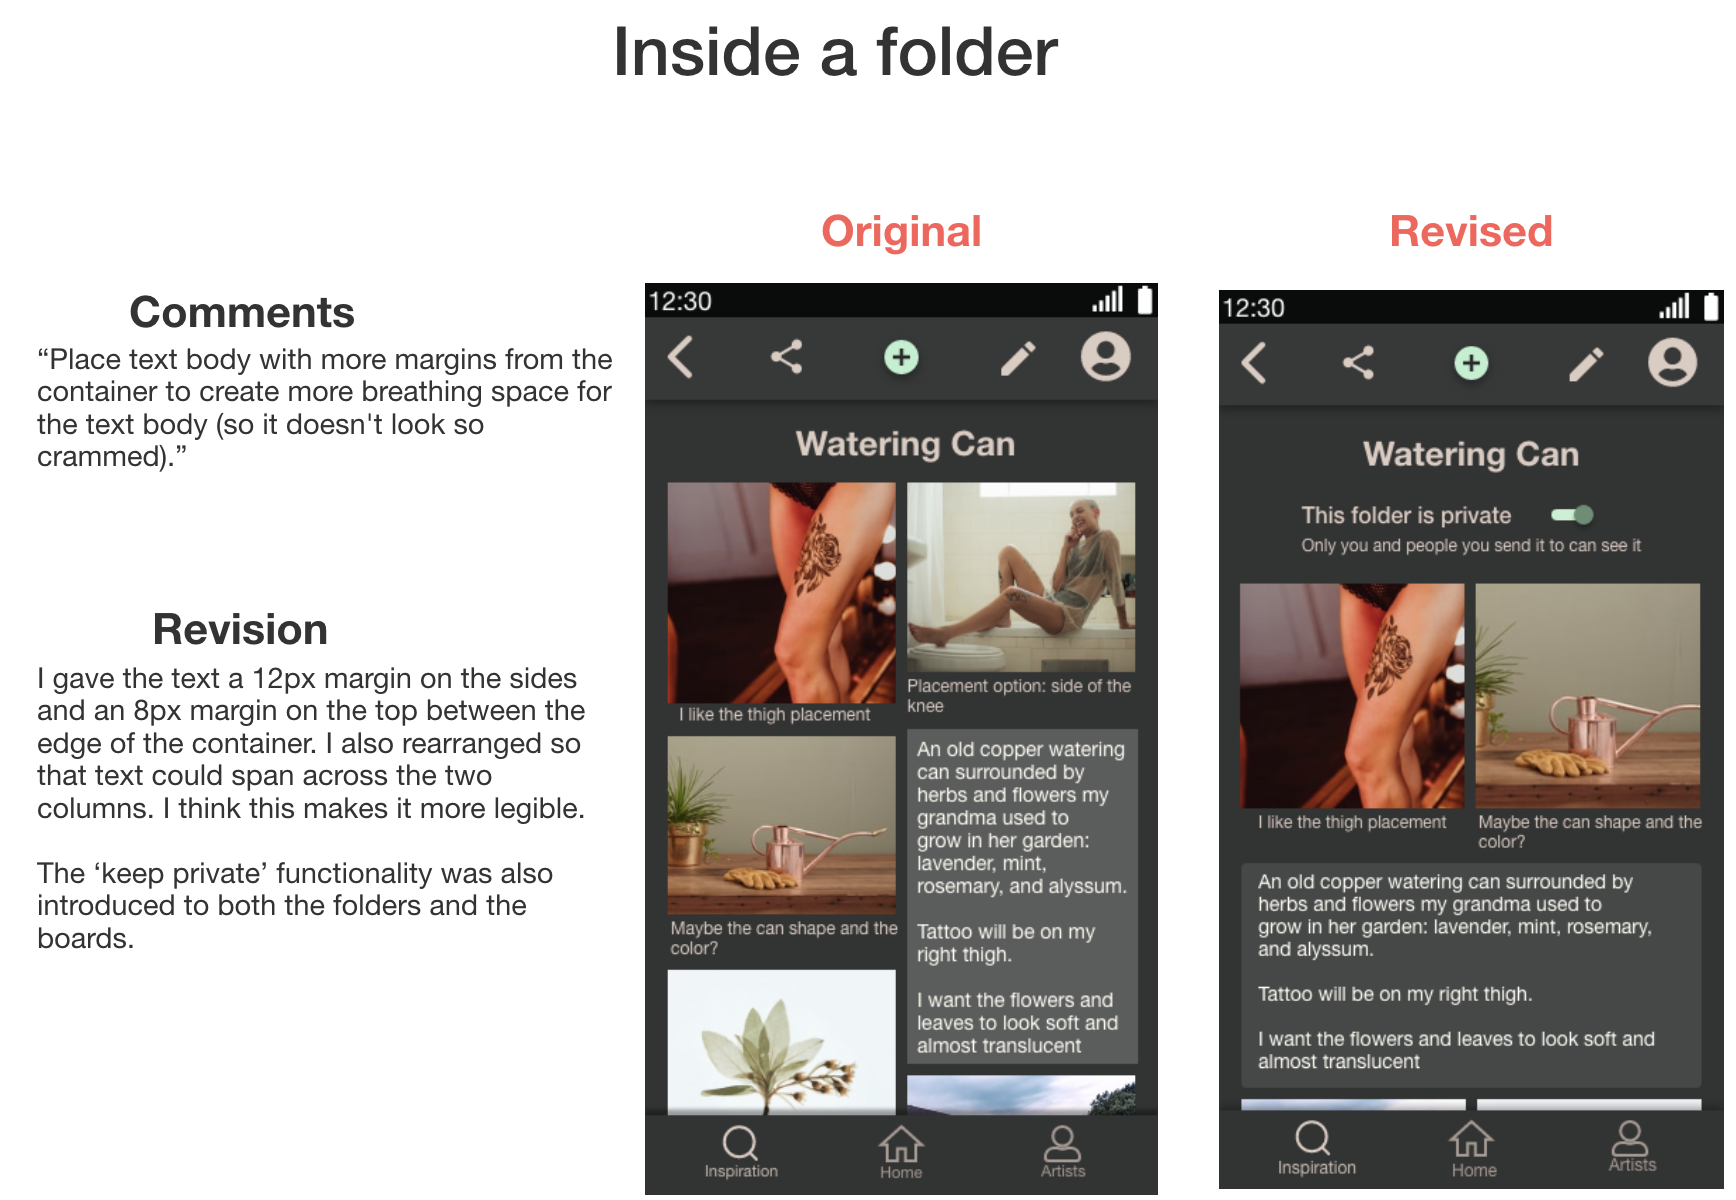 Inside a folder
Comments
“Place text body with more margins from the
container to create more breathing space for
the text body (so it doesn't look so
crammed).”
Revision
I gave the text a 12px margin on the sides
and an 8px margin on the top between the
edge of the container. I also rearranged so
that text could span across the two
columns. I think this makes it more legible.
The ‘keep private’ functionality was also
introduced to both the folders and the
boards.
Original
12:30
Watering Can
I like the thigh placement
Placement option: side of the
knee
Maybe the can shape and the
color?
An old copper watering
can surrounded by
herbs and flowers my
grandma used to
grow in her garden:
lavender, mint,
rosemary, and alyssum.
Tattoo will be on my
right thigh.
I want the flowers and
leaves to look soft and
almost translucent
Inspiration
Home
Artists
Revised
12:30
Watering Can
This folder is private
Only you and people you send it to can see it
I like the thigh placement
Maybe the can shape and the
color?
An old copper watering can surrounded by
herbs and flowers my grandma used to
grow in her garden: lavender, mint, rosemary,
and alyssum.
Tattoo will be on my right thigh.
I want the flowers and leaves to look soft and
almost translucent
Inspiration
Home
Artists